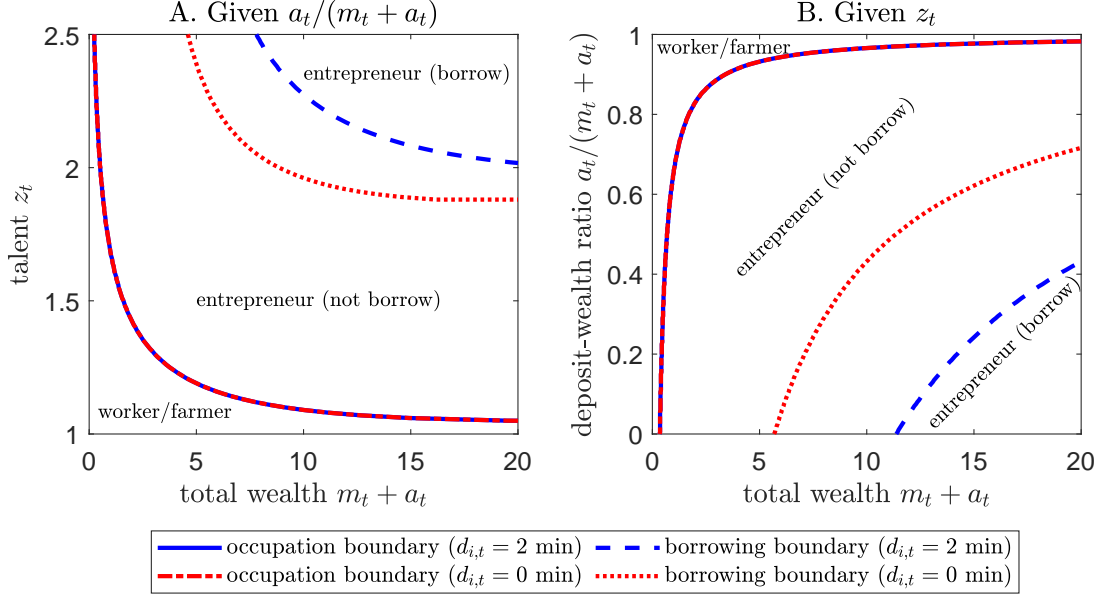 A. Given a_t/(m_t + a_t)
talent z_t
2.5
2
1.5
1
entrepreneur (borrow)
entrepreneur (not borrow)
worker/farmer
0 5 10 15 20
total wealth m_t + a_t
B. Given z_t
deposit-wealth ratio a_t/(m_t + a_t)
1
0.8
0.6
0.4
0.2
0
worker/farmer
entrepreneur (not borrow)
entrepreneur (borrow)
0 5 10 15 20
total wealth m_t + a_t
occupation boundary (d_{i,t} = 2 min)
borrowing boundary (d_{i,t} = 2 min)
occupation boundary (d_{i,t} = 0 min)
borrowing boundary (d_{i,t} = 0 min)